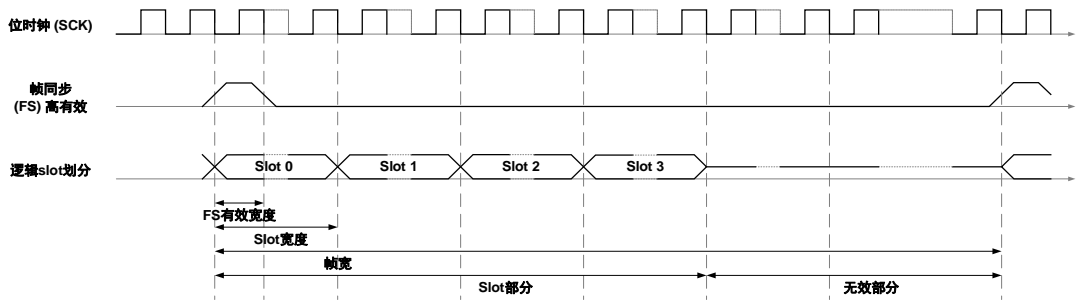 位时钟 (SCK)
帧同步
(FS) 高有效
逻辑slot划分
Slot 0
Slot 1
Slot 2
Slot 3
FS有效宽度
Slot宽度
帧宽
Slot部分
无效部分